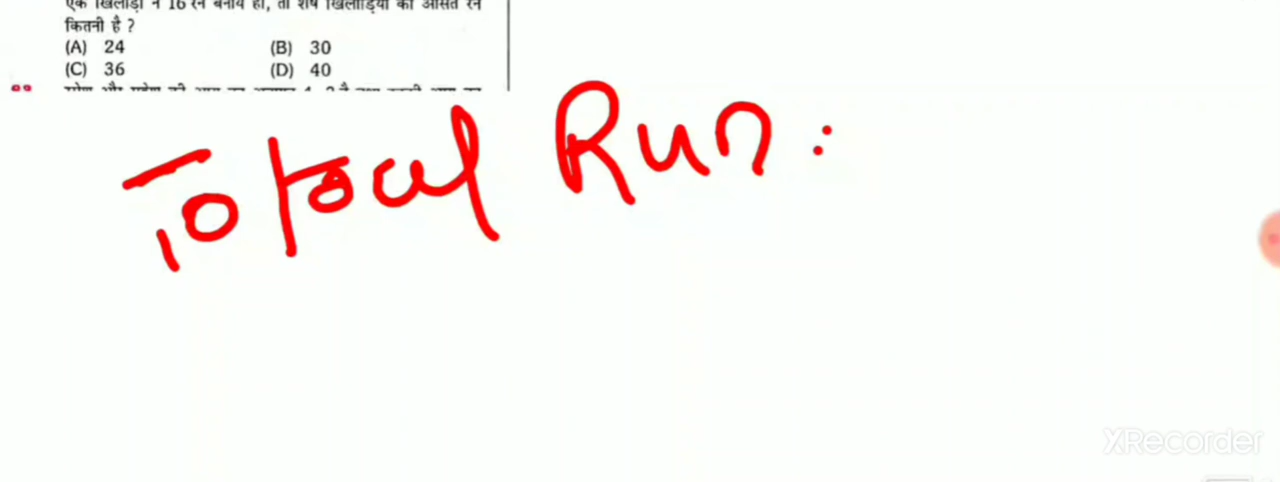 एक खिलाड़ी ने 16 रन बनाये हों, तो शेष खिलाड़ियों की औसत रन
कितनी है ?
(A) 24 (B) 30
(C) 36 (D) 40
Total Run :
XRecorder